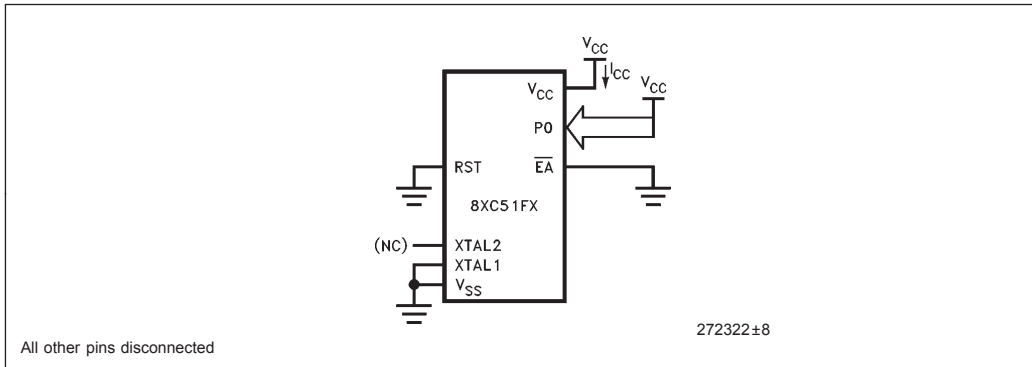 VCC
ICC
VCC
VCC
P0
RST
EA
8XC51FX
(NC)
XTAL2
XTAL1
VSS
272322±8
All other pins disconnected